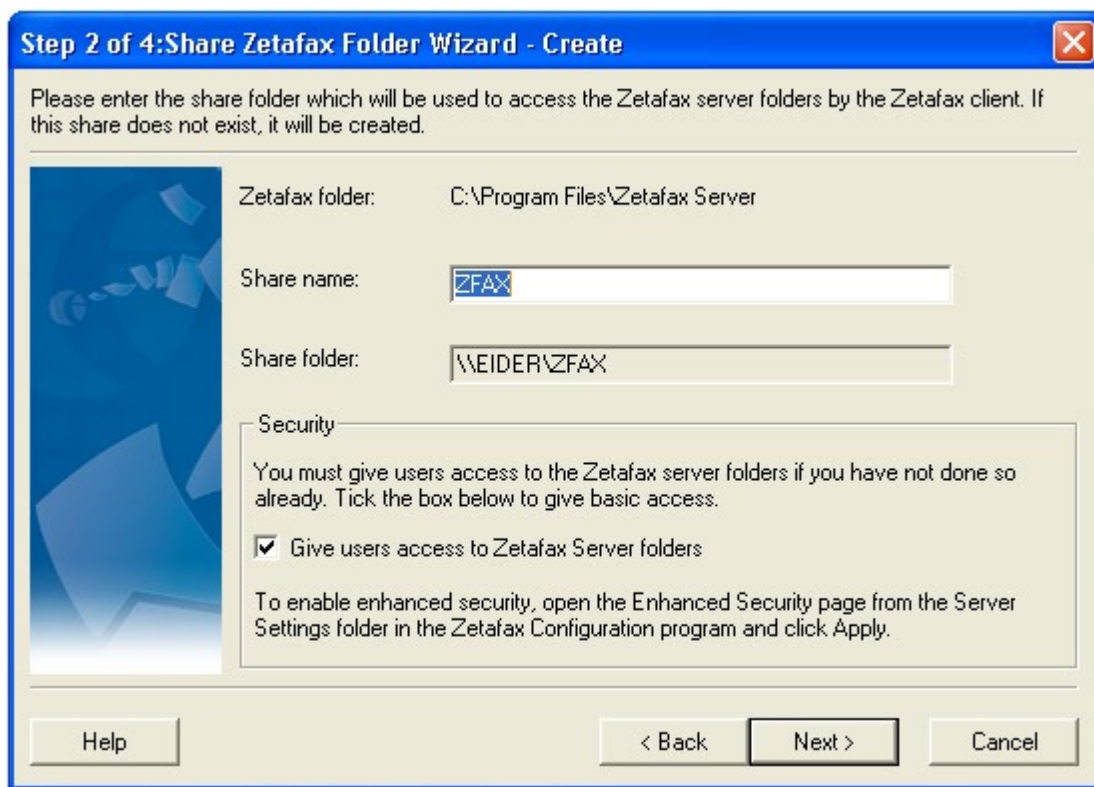 Step 2 of 4:Share Zetafax Folder Wizard - Create
Please enter the share folder which will be used to access the Zetafax server folders by the Zetafax client. If
this share does not exist, it will be created.
Zetafax folder: C:\Program Files\Zetafax Server
Share name: ZFAX
Share folder: \\EIDER\ZFAX
Security
You must give users access to the Zetafax server folders if you have not done so
already. Tick the box below to give basic access.
Give users access to Zetafax Server folders
To enable enhanced security, open the Enhanced Security page from the Server
Settings folder in the Zetafax Configuration program and click Apply.
Help < Back Next > Cancel